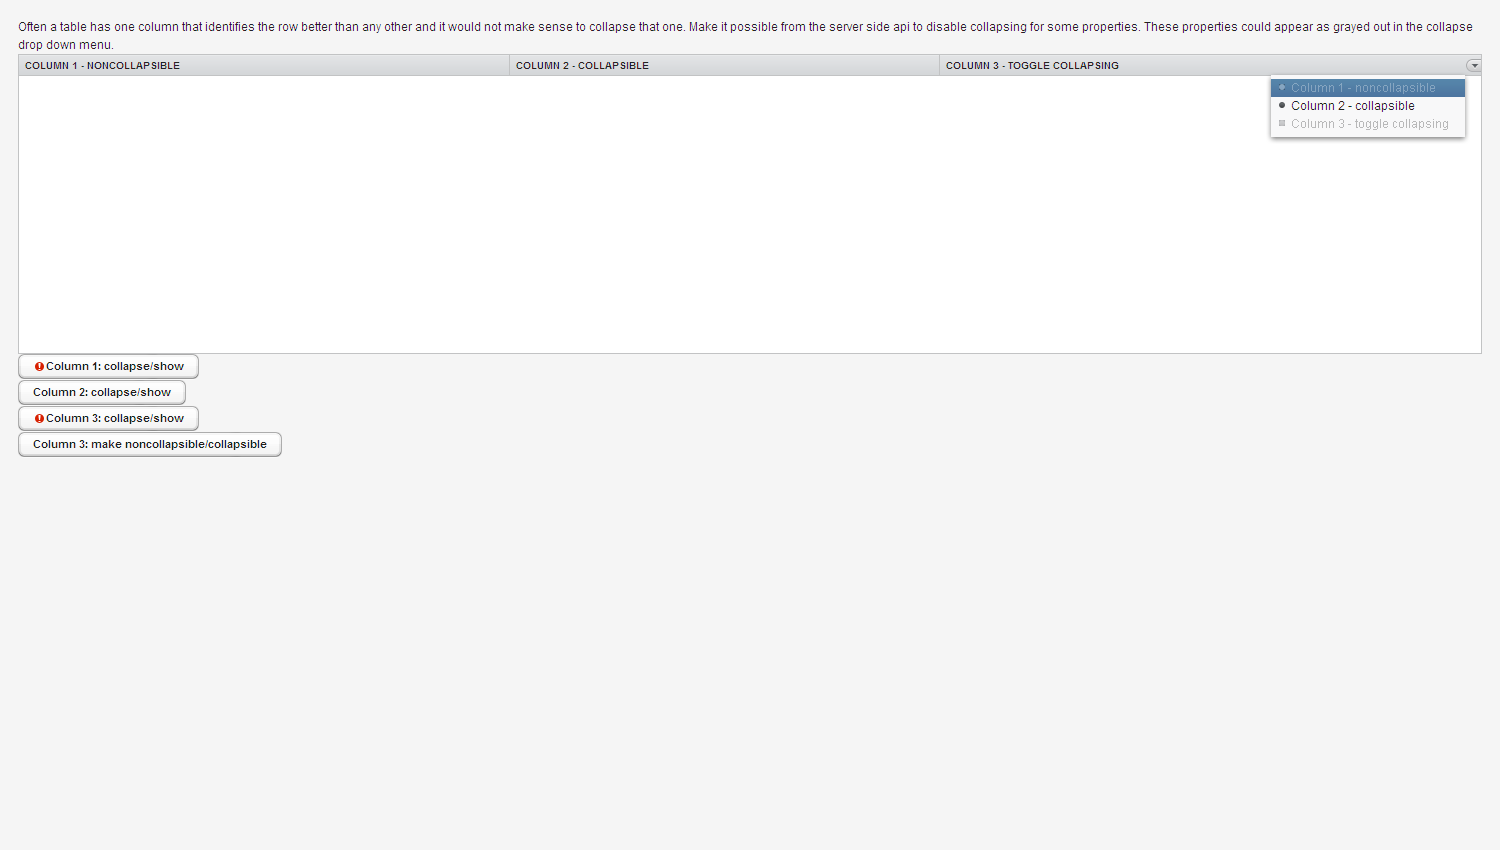 Often a table has one column that identifies the row better than any other and it would not make sense to collapse that one. Make it possible from the server side api to disable collapsing for some properties. These properties could appear as grayed out in the collapse
drop down menu.
COLUMN 1 - NONCOLLAPSIBLE COLUMN 2 - COLLAPSIBLE COLUMN 3 - TOGGLE COLLAPSING
Column 1 - noncollapsible
Column 2 - collapsible
Column 3 - toggle collapsing
Column 1: collapse/show
Column 2: collapse/show
Column 3: collapse/show
Column 3: make noncollapsible/collapsible